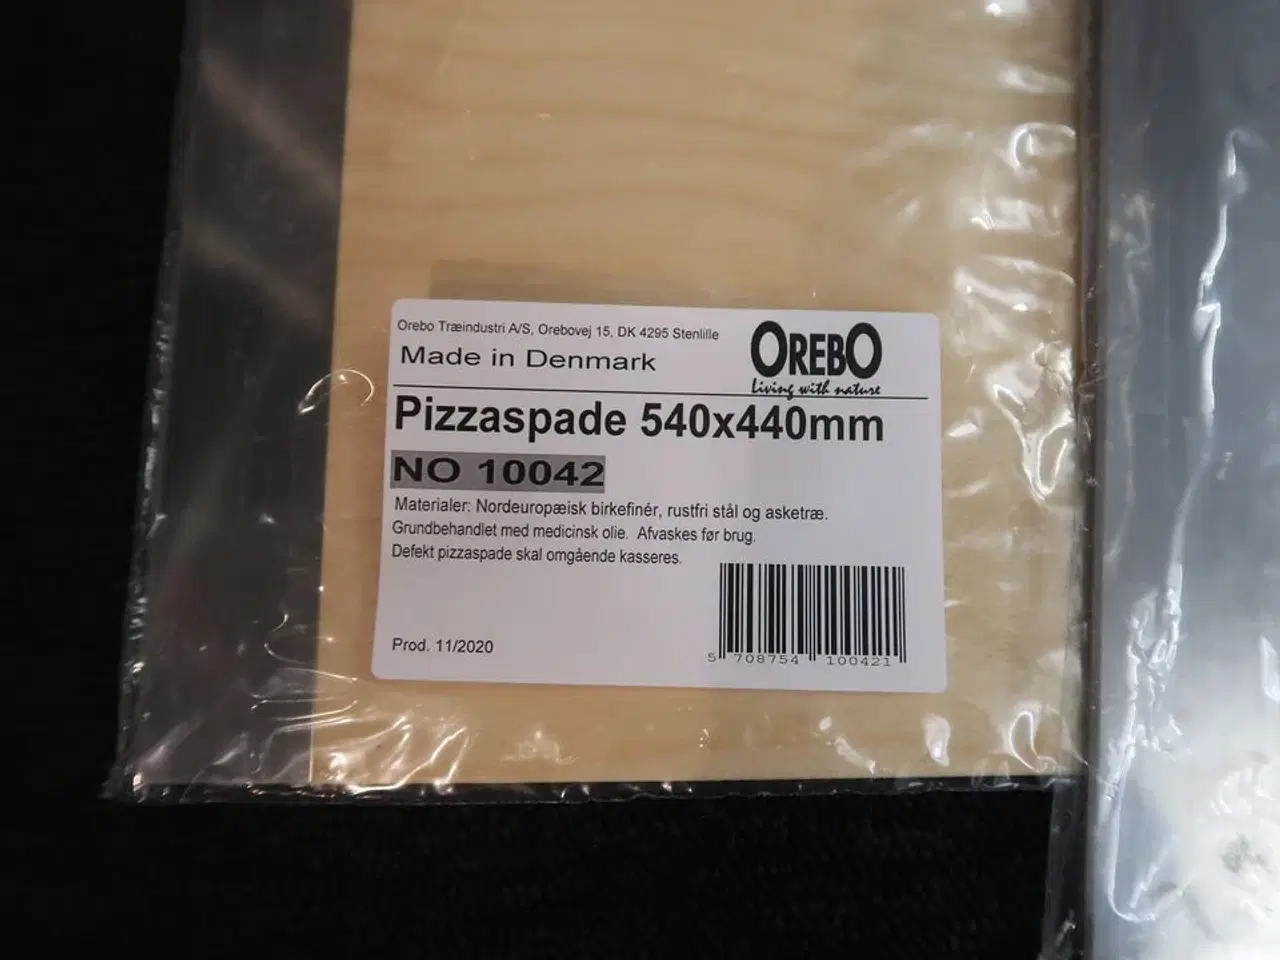 Orebo Træindustri A/S, Orebovej 15, DK 4295 Stenlille
Made in Denmark
OREBO
Living with nature
Pizzaspade 540x440mm
NO 10042
Materialer: Nordeuropæisk birkefinér, rustfri stål og asketræ.
Grundbehandlet med medicinsk olie. Afvaskes før brug.
Defekt pizzaspade skal omgående kasseres.
Prod. 11/2020
5 708754 100421